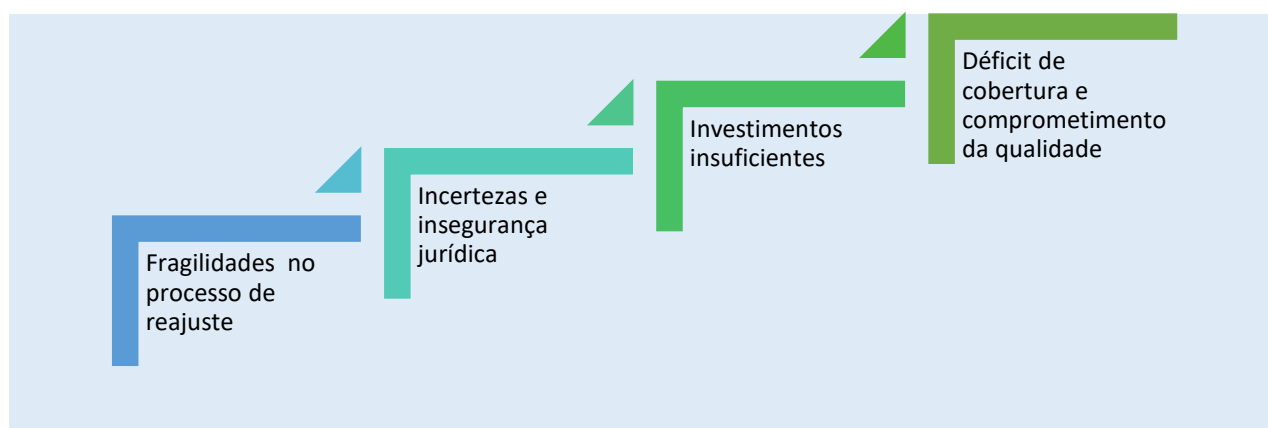 Fragilidades no
processo de
reajuste
Incertezas e
insegurança
jurídica
Investimentos
insuficientes
Déficit de
cobertura e
comprometimento
da qualidade